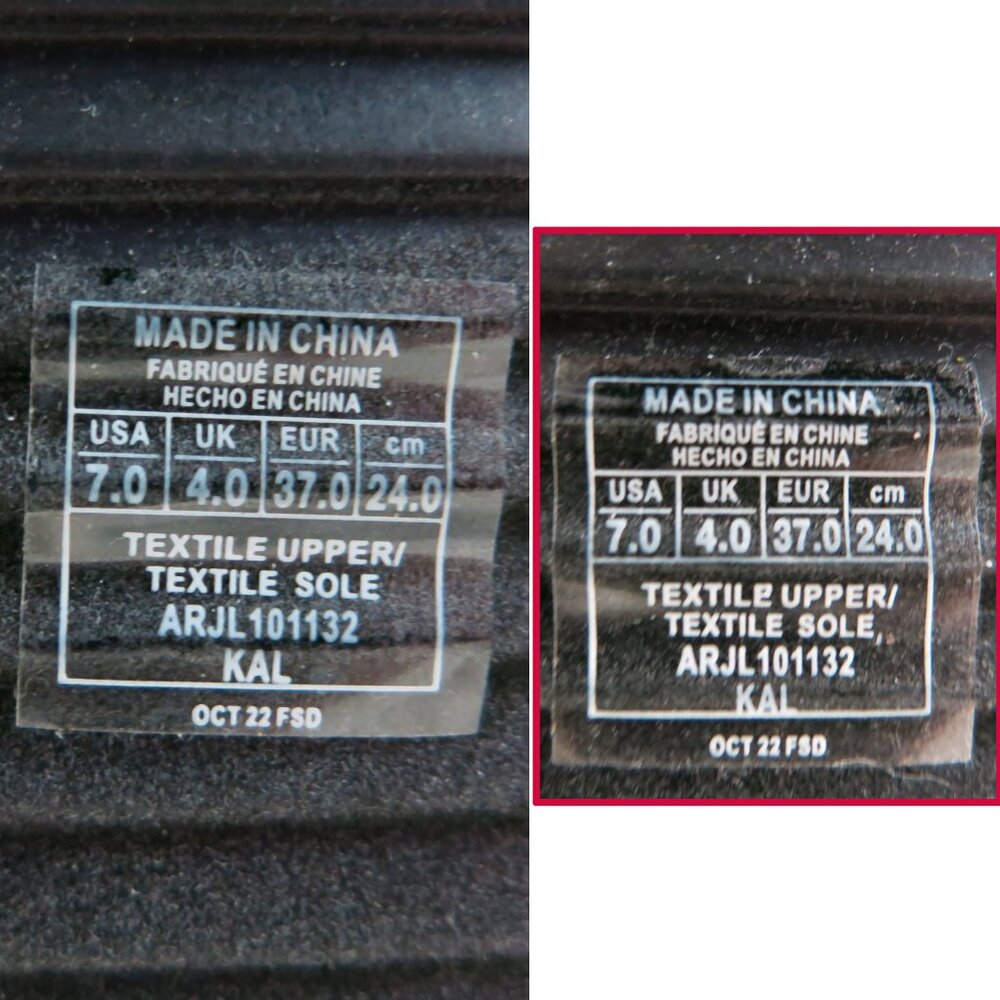 MADE IN CHINA
FABRIQUÉ EN CHINE
HECHO EN CHINA
USA UK EUR cm
7.0 4.0 37.0 24.0
TEXTILE UPPER/
TEXTILE SOLE
ARJL101132
KAL
OCT 22 FSD
MADE IN CHINA
FABRIQUÉ EN CHINE
HECHO EN CHINA
USA UK EUR cm
7.0 4.0 37.0 24.0
TEXTILE UPPER/
TEXTILE SOLE
ARJL101132
KAL
OCT 22 FSD